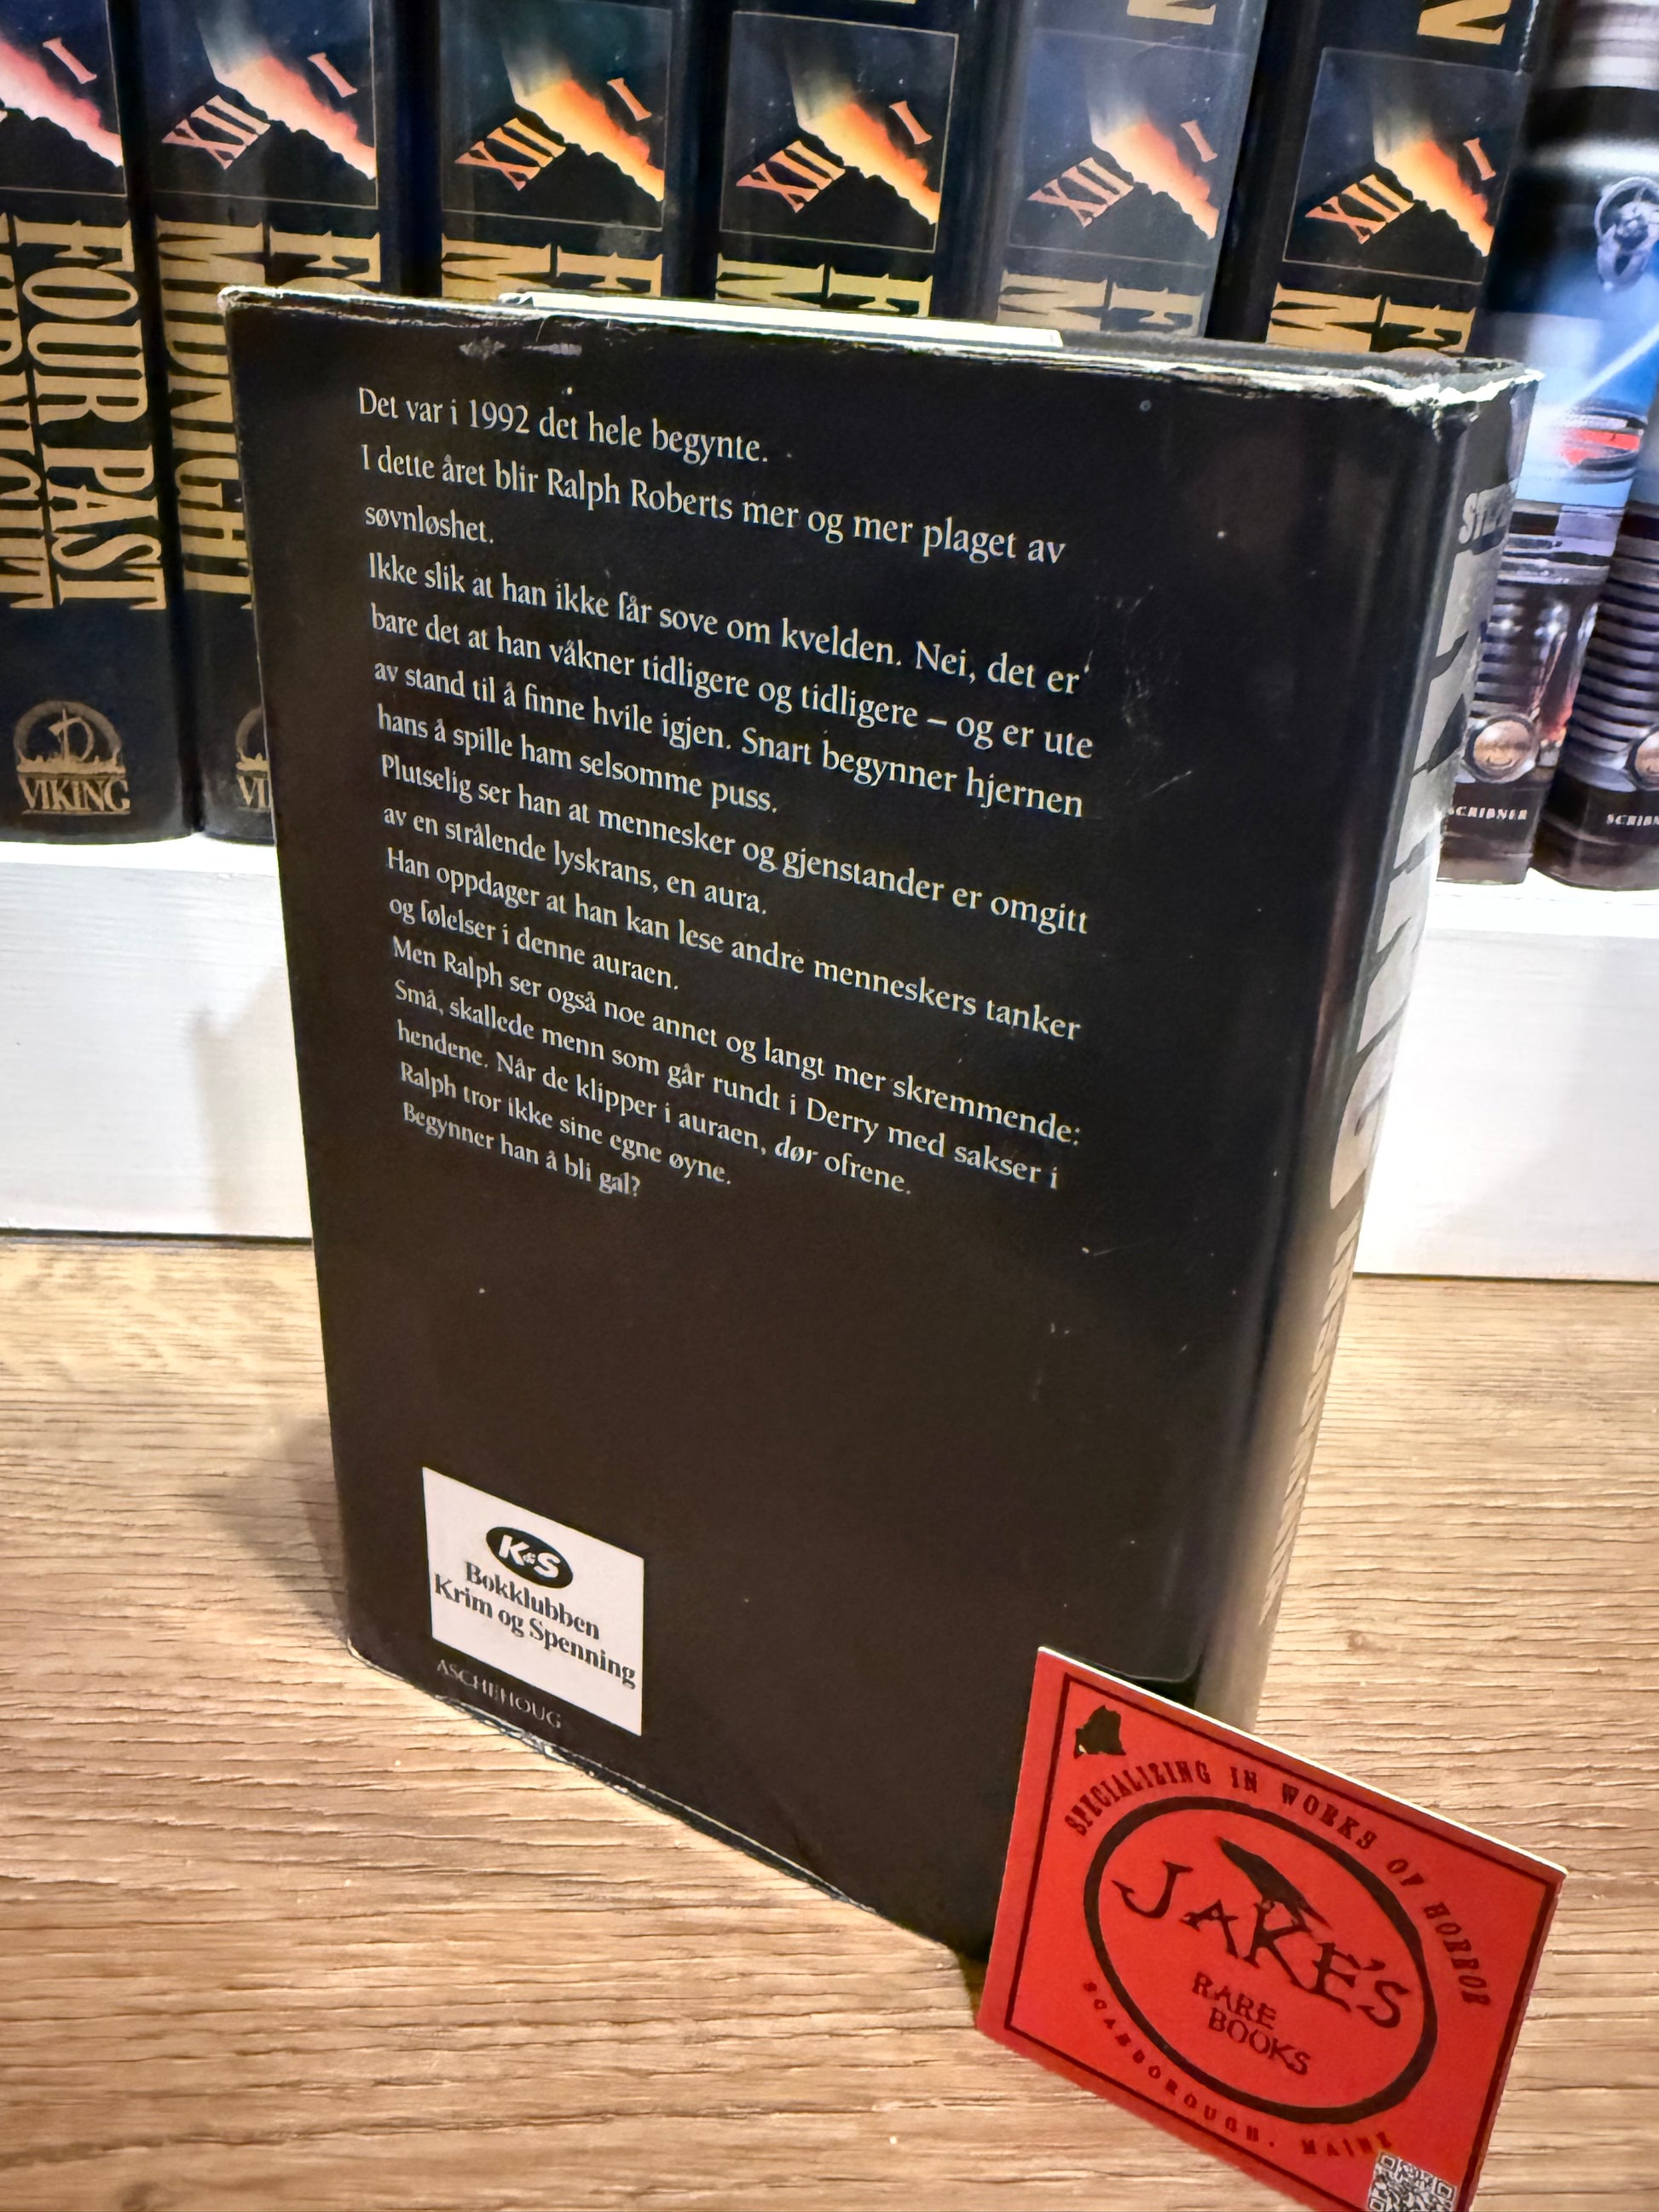 XII I
XII I
XII I
XII I
XII I
I
FOUR PAST
MIDNIGHT
MIDNIGHT
VIKING
SCRIBNER
Det var i 1992 det hele begynte.
I dette året blir Ralph Roberts mer og mer plaget av
søvnløshet.
Ikke slik at han ikke får sove om kvelden. Nei, det er
bare det at han våkner tidligere og tidligere – og er ute
av stand til å finne hvile igjen. Snart begynner hjernen
hans å spille ham selsomme puss.
Plutselig ser han at mennesker og gjenstander er omgitt
av en strålende lyskrans, en aura.
Han oppdager at han kan lese andre menneskers tanker
og følelser i denne auraen.
Men Ralph ser også noe annet og langt mer skremmende:
Små, skallede menn som går rundt i Derry med sakser i
hendene. Når de klipper i auraen, dør ofrene.
Ralph tror ikke sine egne øyne.
Begynner han å bli gal?
K&S
Bokklubben
Krim og Spenning
ASCHEHOUG
SPECIALIZING IN WORKS OF HORROR
JAKE'S
RARE
BOOKS
SCARBOROUGH, MAINE